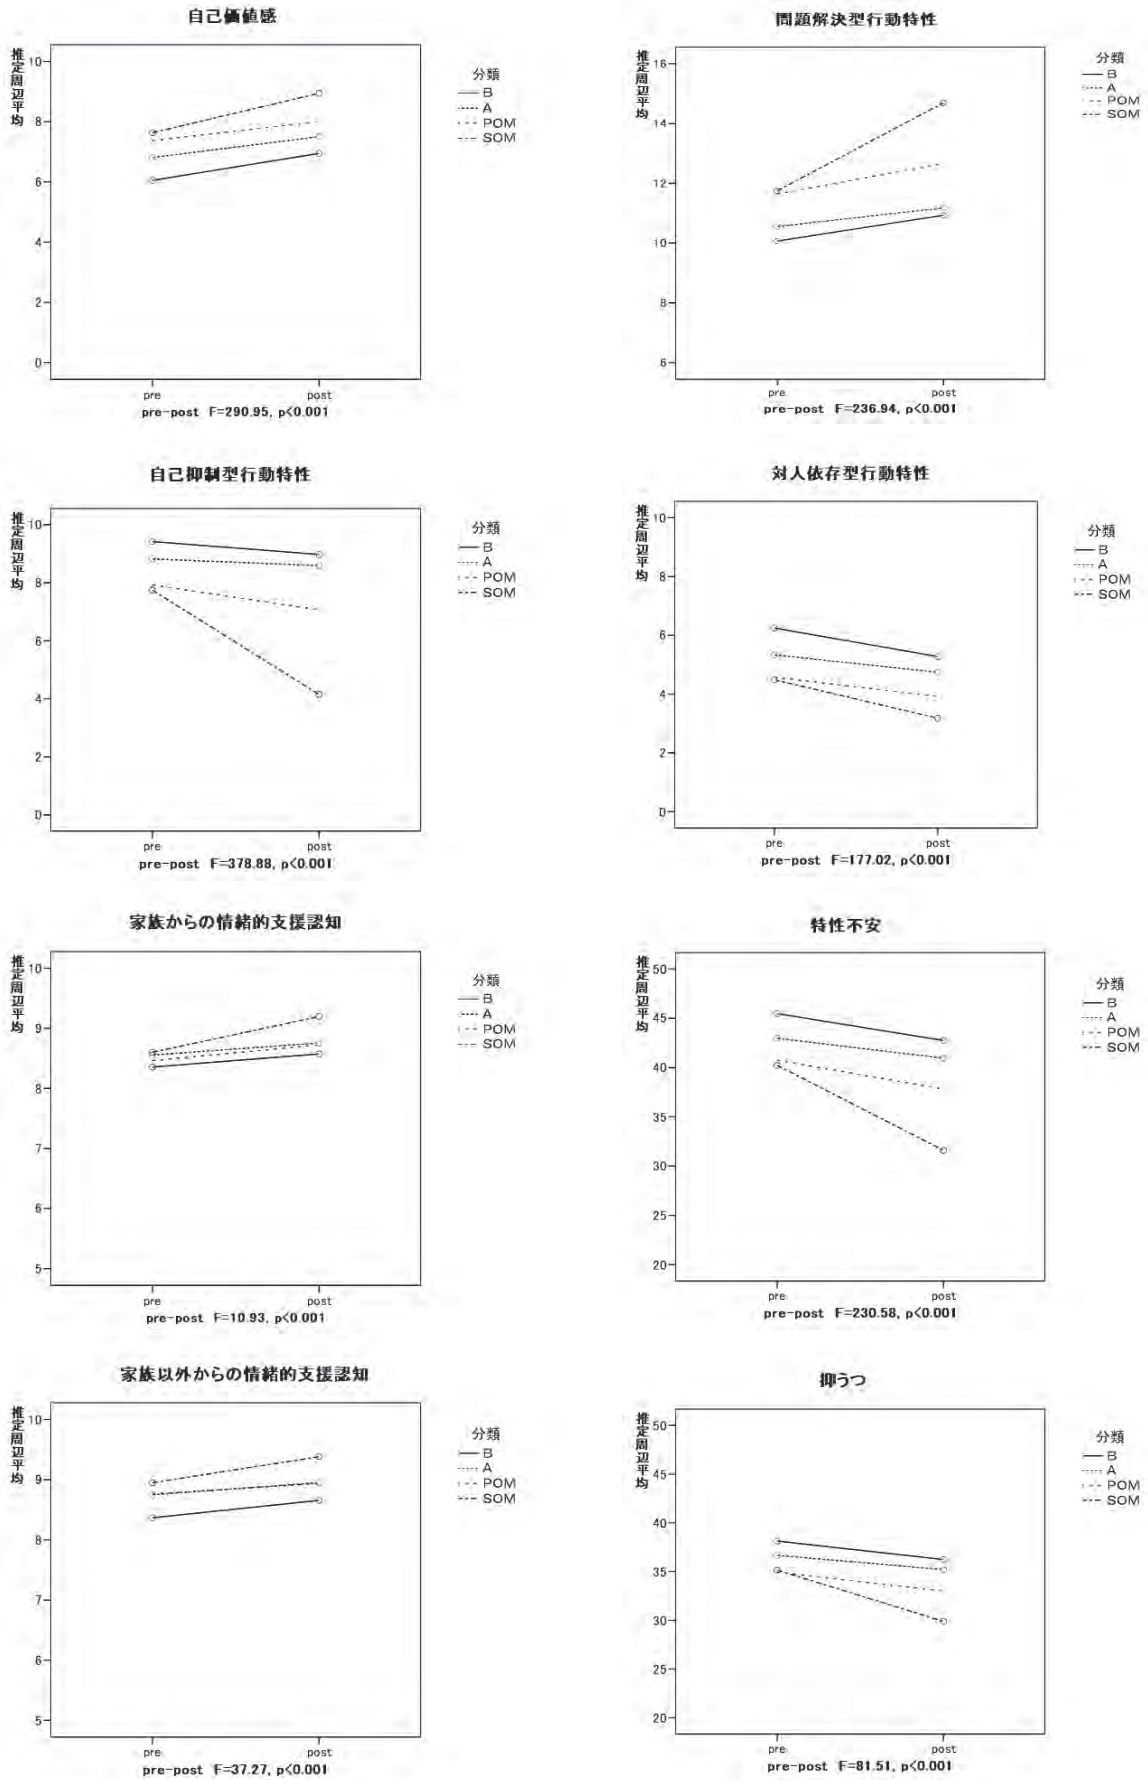 自己価値感
推定周辺平均
10
8
6
4
2
0
pre
post
pre-post F=290.95, p<0.001
分類
B
A
POM
SOM
問題解決型行動特性
推定周辺平均
16
14
12
10
8
6
pre
post
pre-post F=236.94, p<0.001
分類
B
A
POM
SOM
自己抑制型行動特性
推定周辺平均
10
8
6
4
2
0
pre
post
pre-post F=378.88, p<0.001
分類
B
A
POM
SOM
対人依存型行動特性
推定周辺平均
10
8
6
4
2
0
pre
post
pre-post F=177.02, p<0.001
分類
B
A
POM
SOM
家族からの情緒的支援認知
推定周辺平均
10
9
8
7
6
5
pre
post
pre-post F=10.93, p<0.001
分類
B
A
POM
SOM
特性不安
推定周辺平均
50
45
40
35
30
25
20
pre
post
pre-post F=230.58, p<0.001
分類
B
A
POM
SOM
家族以外からの情緒的支援認知
推定周辺平均
10
9
8
7
6
5
pre
post
pre-post F=37.27, p<0.001
分類
B
A
POM
SOM
抑うつ
推定周辺平均
50
45
40
35
30
25
20
pre
post
pre-post F=81.51, p<0.001
分類
B
A
POM
SOM